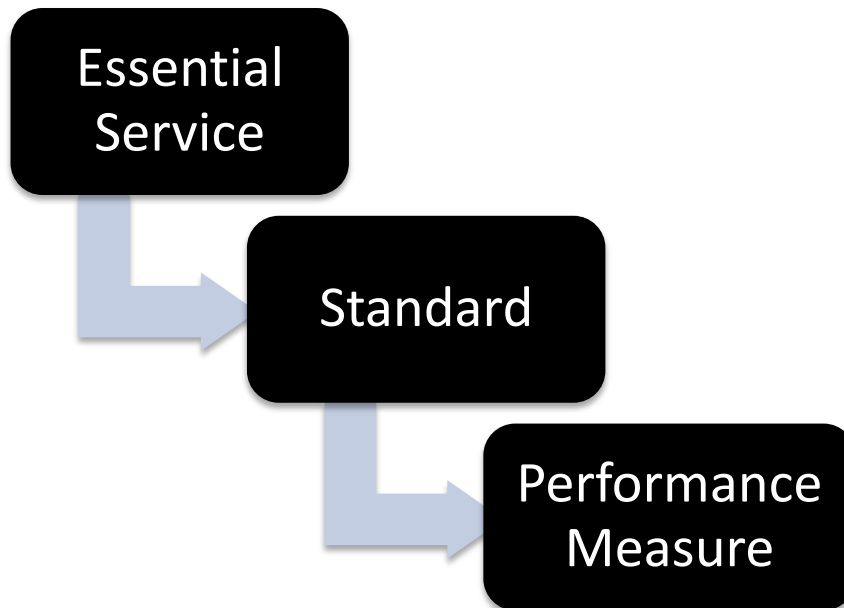 Essential
Service
Standard
Performance
Measure